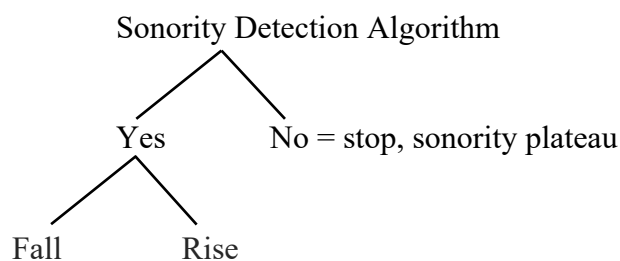 Sonority Detection Algorithm
Yes
No = stop, sonority plateau
Fall
Rise